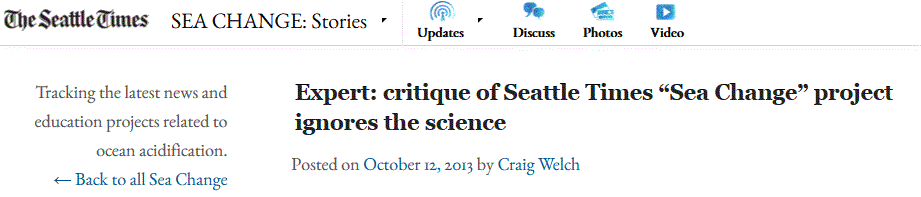 The Seattle Times SEA CHANGE: Stories
Updates Discuss Photos Video
Tracking the latest news and
education projects related to
ocean acidification.
← Back to all Sea Change
Expert: critique of Seattle Times “Sea Change” project
ignores the science
Posted on October 12, 2013 by Craig Welch